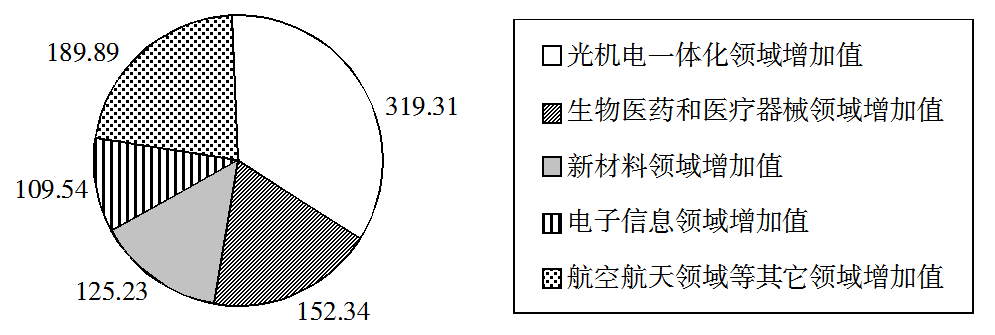 189.89
319.31
109.54
125.23
152.34
光机电一体化领域增加值
生物医药和医疗器械领域增加值
新材料领域增加值
电子信息领域增加值
航空航天领域等其它领域增加值